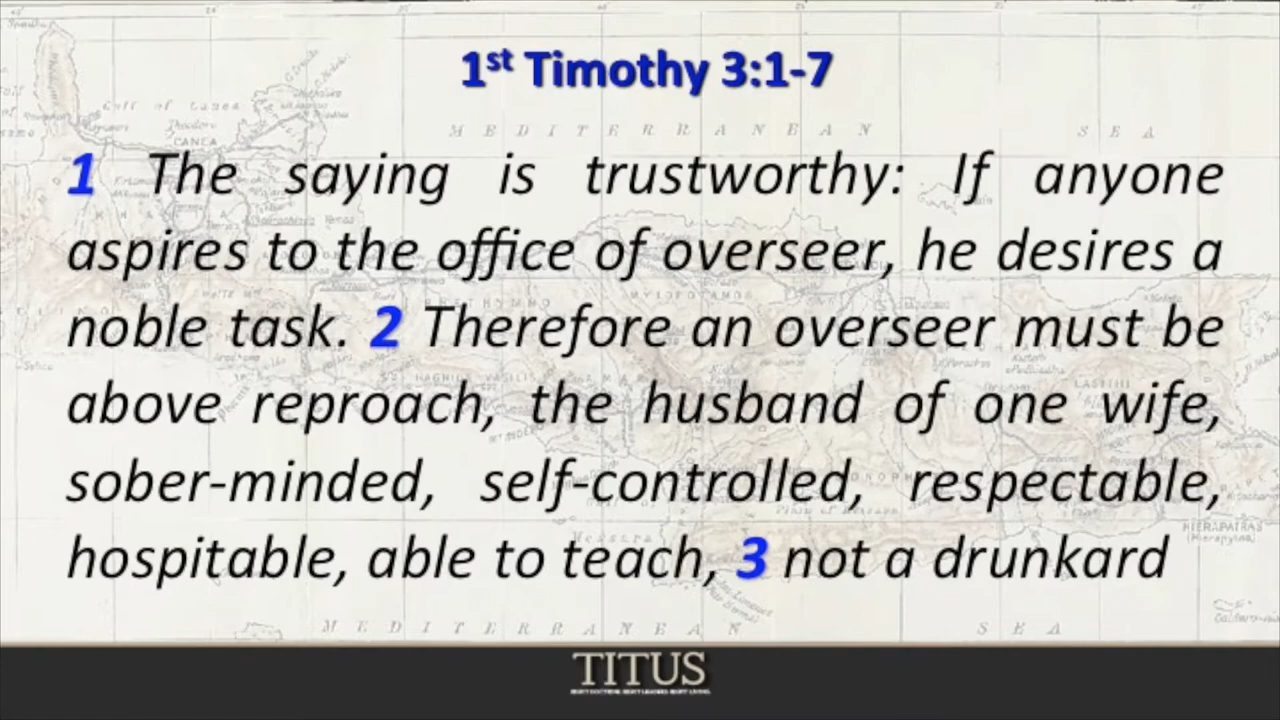 1st Timothy 3:1-7
MEDITERRANEAN SEA
1 The saying is trustworthy: If anyone
aspires to the office of overseer, he desires a
noble task. 2 Therefore an overseer must be
above reproach, the husband of one wife,
sober-minded, self-controlled, respectable,
hospitable, able to teach, 3 not a drunkard
MEDITERRANEAN SEA
TITUS